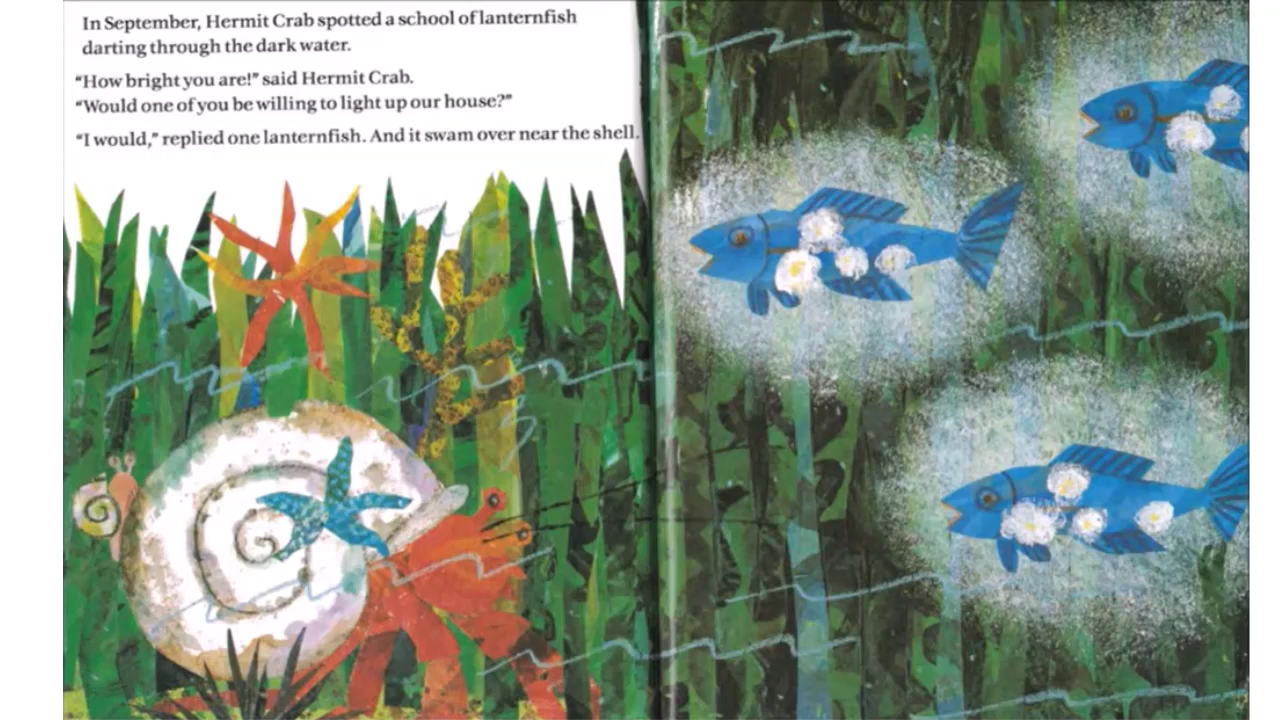 In September, Hermit Crab spotted a school of lanternfish
darting through the dark water.
“How bright you are!” said Hermit Crab.
“Would one of you be willing to light up our house?”
“I would,” replied one lanternfish. And it swam over near the shell.